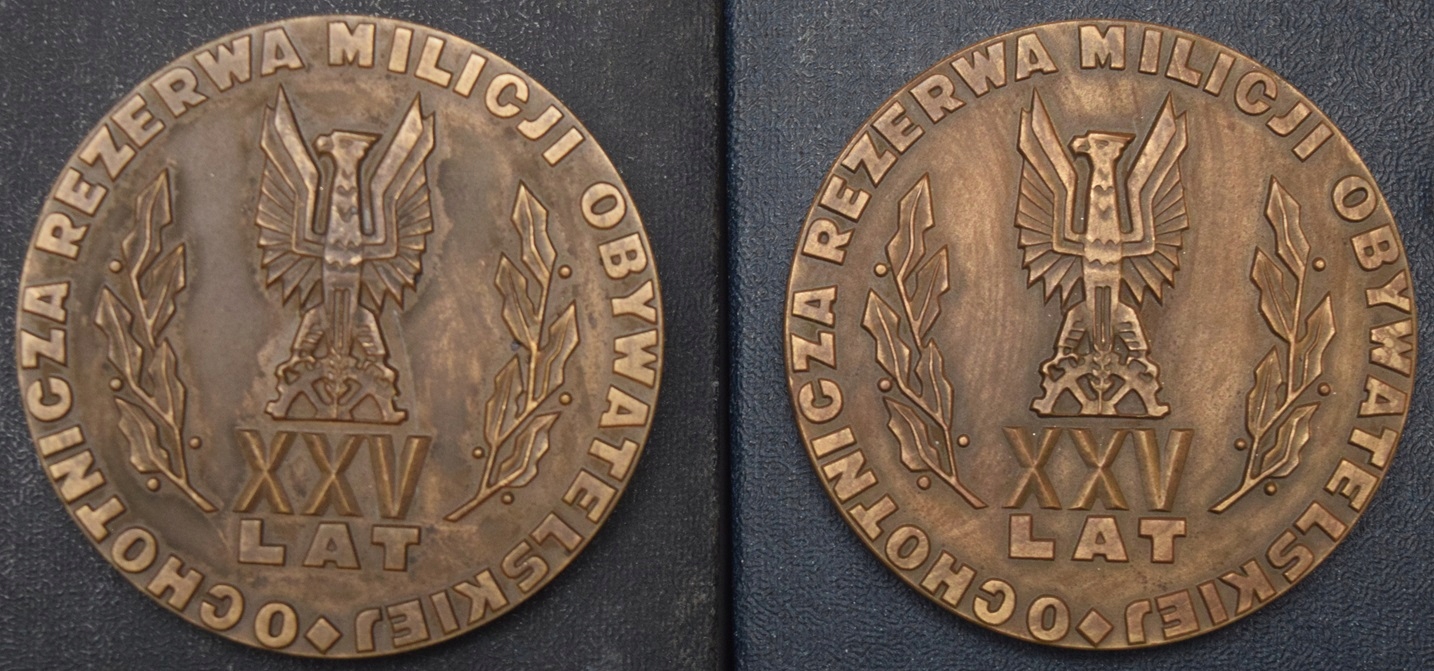 OCHOTNICZA REZERWA MILICJI OBYWATELSKIEJ
XXV
LAT
OCHOTNICZA REZERWA MILICJI OBYWATELSKIEJ
XXV
LAT